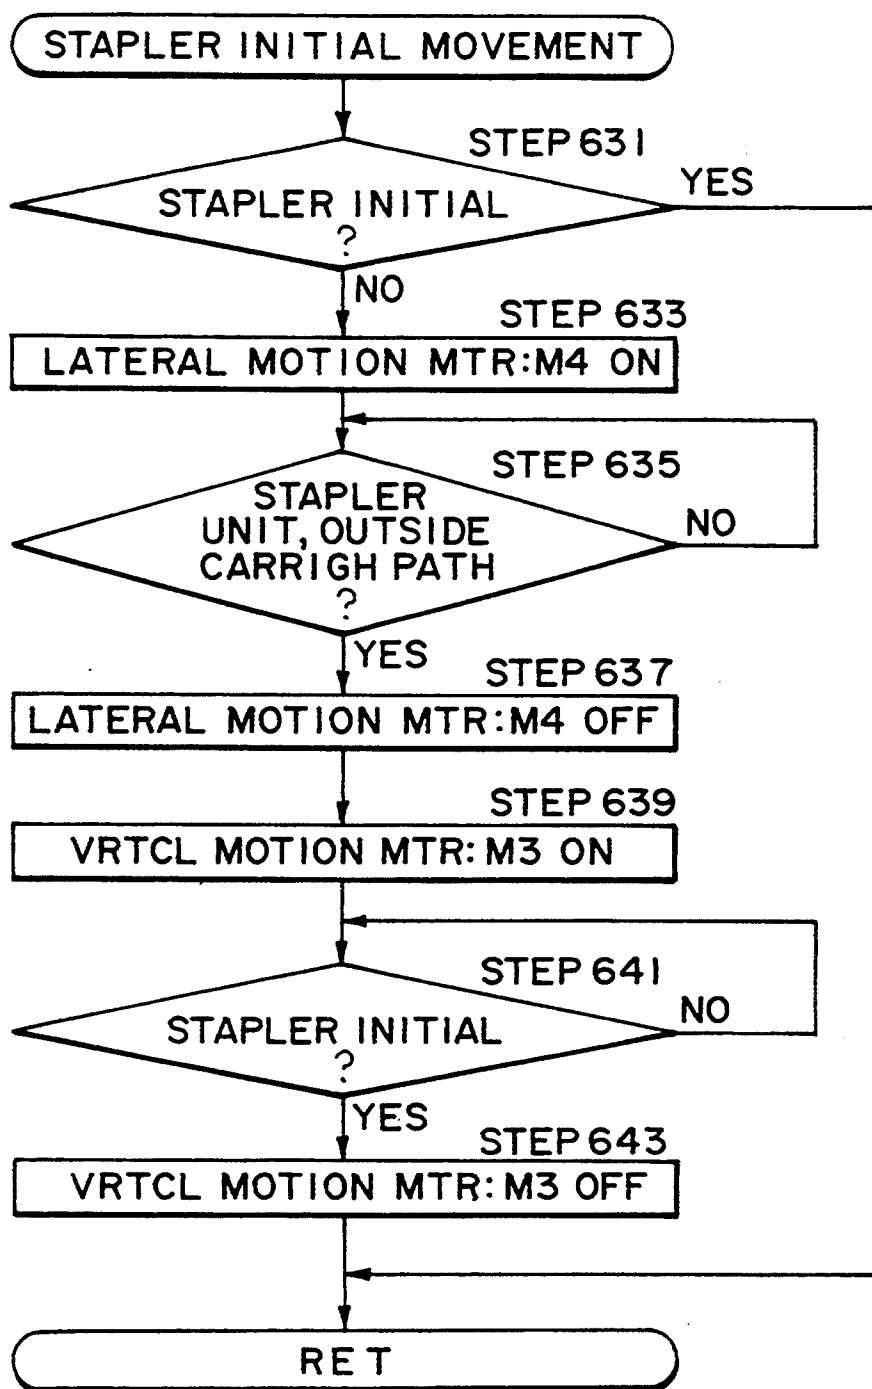 STAPLER INITIAL MOVEMENT
STEP 631
YES
STAPLER INITIAL
?
NO
STEP 633
LATERAL MOTION MTR:M4 ON
STEP 635
STAPLER
UNIT, OUTSIDE
CARRIGH PATH
?
NO
YES
STEP 637
LATERAL MOTION MTR:M4 OFF
STEP 639
VRTCL MOTION MTR:M3 ON
STEP 641
NO
STAPLER INITIAL
?
YES
STEP 643
VRTCL MOTION MTR:M3 OFF
RET